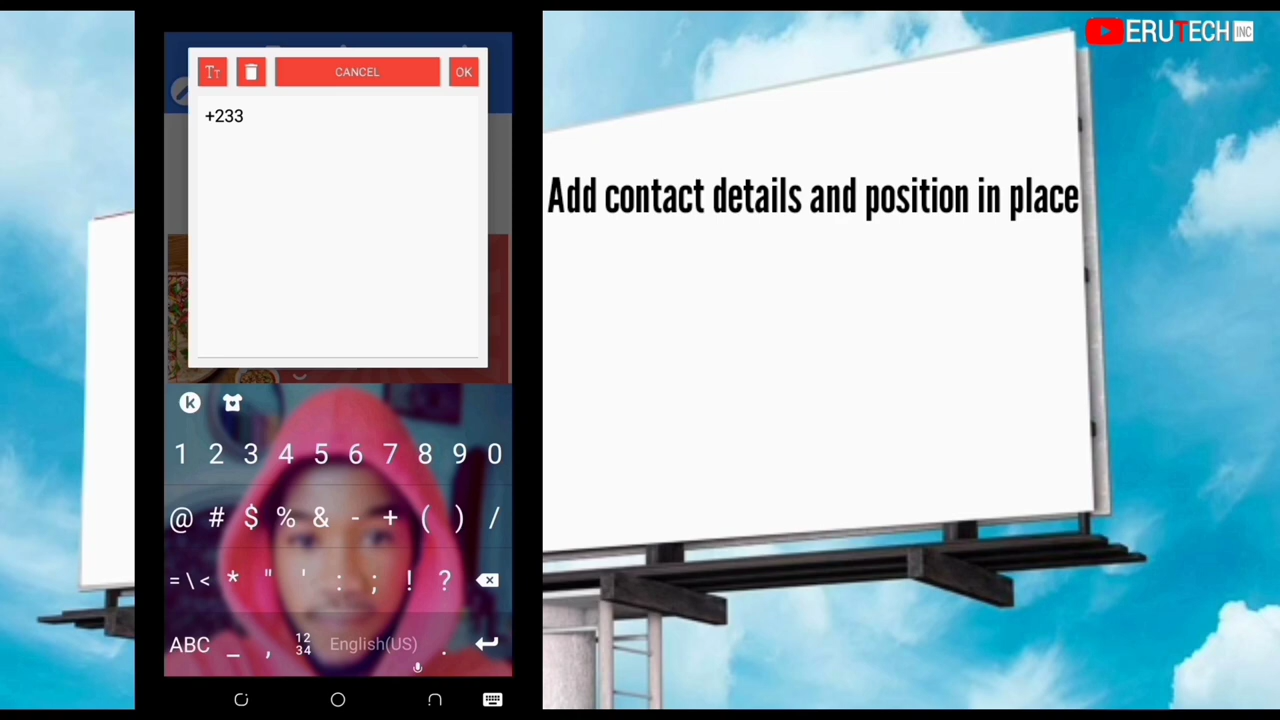 ERUTECH INC
TT
CANCEL
OK
+233
Add contact details and position in place
1 2 3 4 5 6 7 8 9 0
@ # $ % & - + ( ) /
= \ < * " ' : ; ! ?
ABC _ , 12 34 English(US) .